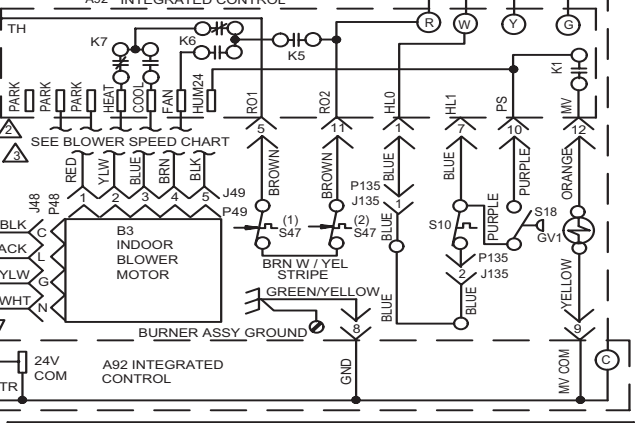 A92 INTEGRATED CONTROL
TH
R
W
Y
G
K7
K6
K5
K1
PARK
PARK
PARK
HEAT
COOL
FAN
HUM24
RO1
RO2
HL0
HL1
PS
MV
2
3
5
11
1
7
10
12
SEE BLOWER SPEED CHART
RED
YLW
BLUE
BRN
BLK
BROWN
BROWN
BLUE
BLUE
PURPLE
ORANGE
1
2
3
4
5
J49
P49
J48
P48
P135
J135
1
BLK
C
ACK
L
YLW
G
WHT
N
B3
INDOOR
BLOWER
MOTOR
(1)
S47
(2)
S47
BRN W / YEL
STRIPE
BLUE
S10
PURPLE
S18
GV1
P135
2
J135
BLUE
BLUE
YELLOW
GREEN/YELLOW
BURNER ASSY GROUND
8
9
24V
COM
TR
A92 INTEGRATED
CONTROL
GND
MV COM
C